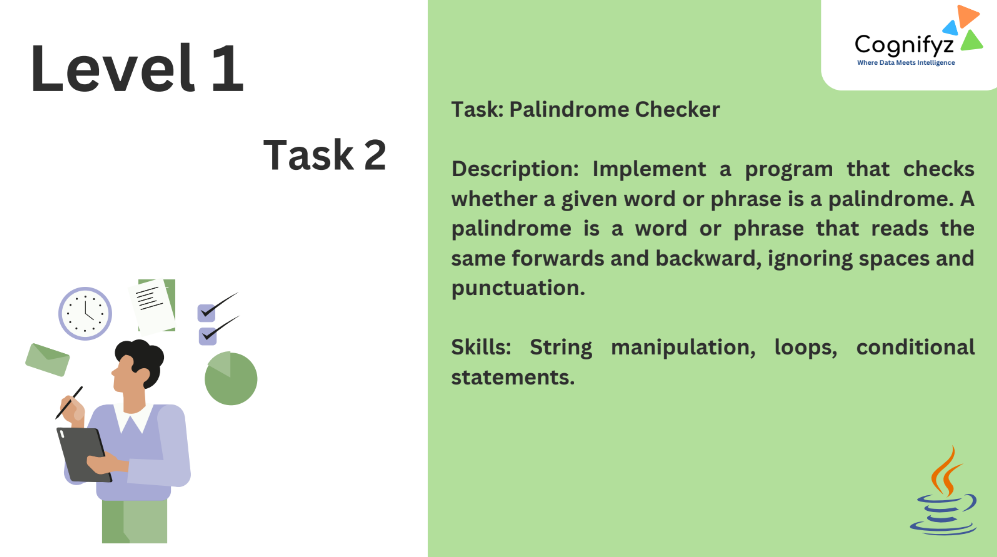 Level 1
Task 2
Cognifyz
Where Data Meets Intelligence
Task: Palindrome Checker
Description: Implement a program that checks
whether a given word or phrase is a palindrome. A
palindrome is a word or phrase that reads the
same forwards and backward, ignoring spaces and
punctuation.
Skills: String manipulation, loops, conditional
statements.